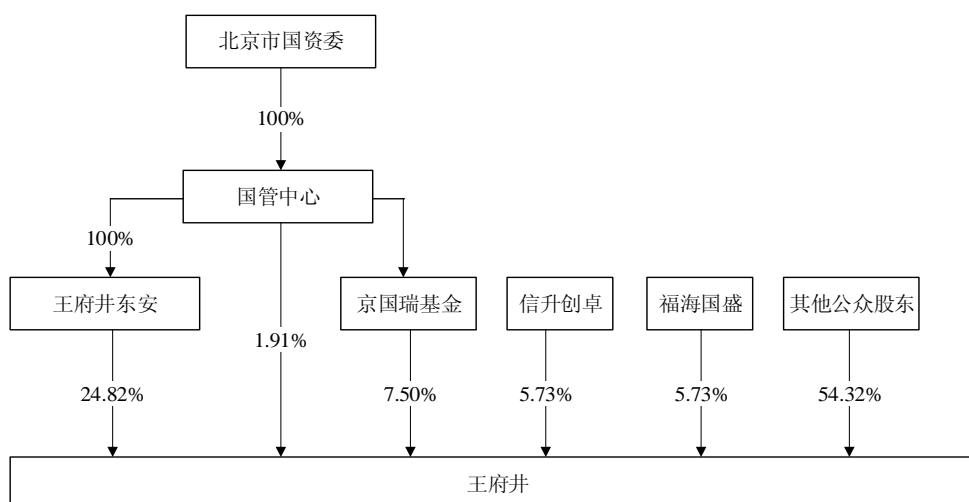 北京市国资委
100%
国管中心
100%
王府井东安
京国瑞基金
信升创卓
福海国盛
其他公众股东
1.91%
24.82%
7.50%
5.73%
5.73%
54.32%
王府井